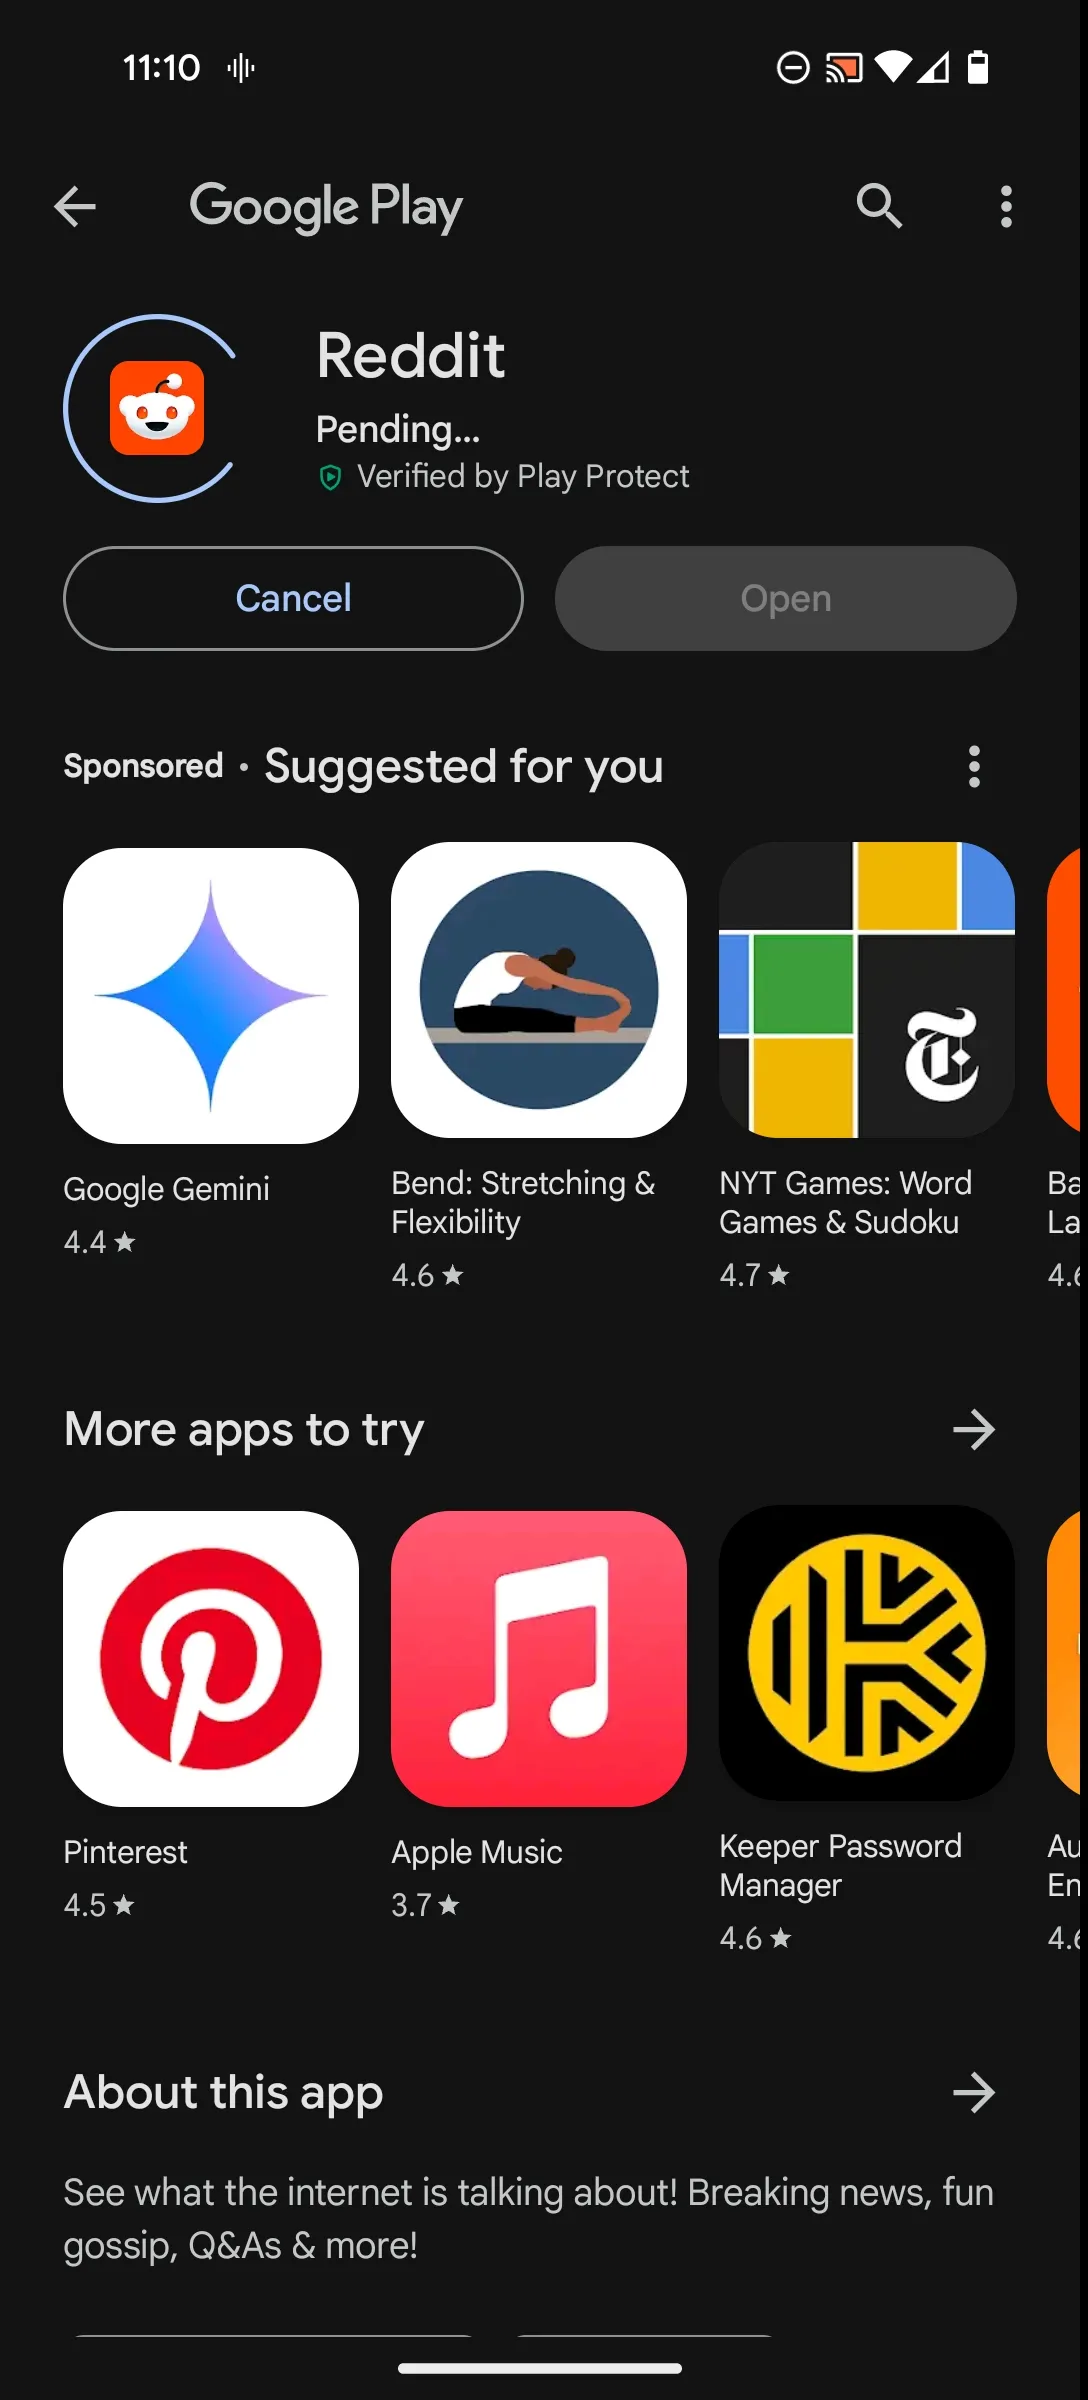 11:10
Google Play
Reddit
Pending...
Verified by Play Protect
Cancel
Open
Sponsored • Suggested for you
Google Gemini
4.4 ★
Bend: Stretching &
Flexibility
4.6 ★
NYT Games: Word
Games & Sudoku
4.7 ★
Ba
La
4.6
More apps to try
Pinterest
4.5 ★
Apple Music
3.7 ★
Keeper Password
Manager
4.6 ★
Au
En
4.6
About this app
See what the internet is talking about! Breaking news, fun
gossip, Q&As & more!